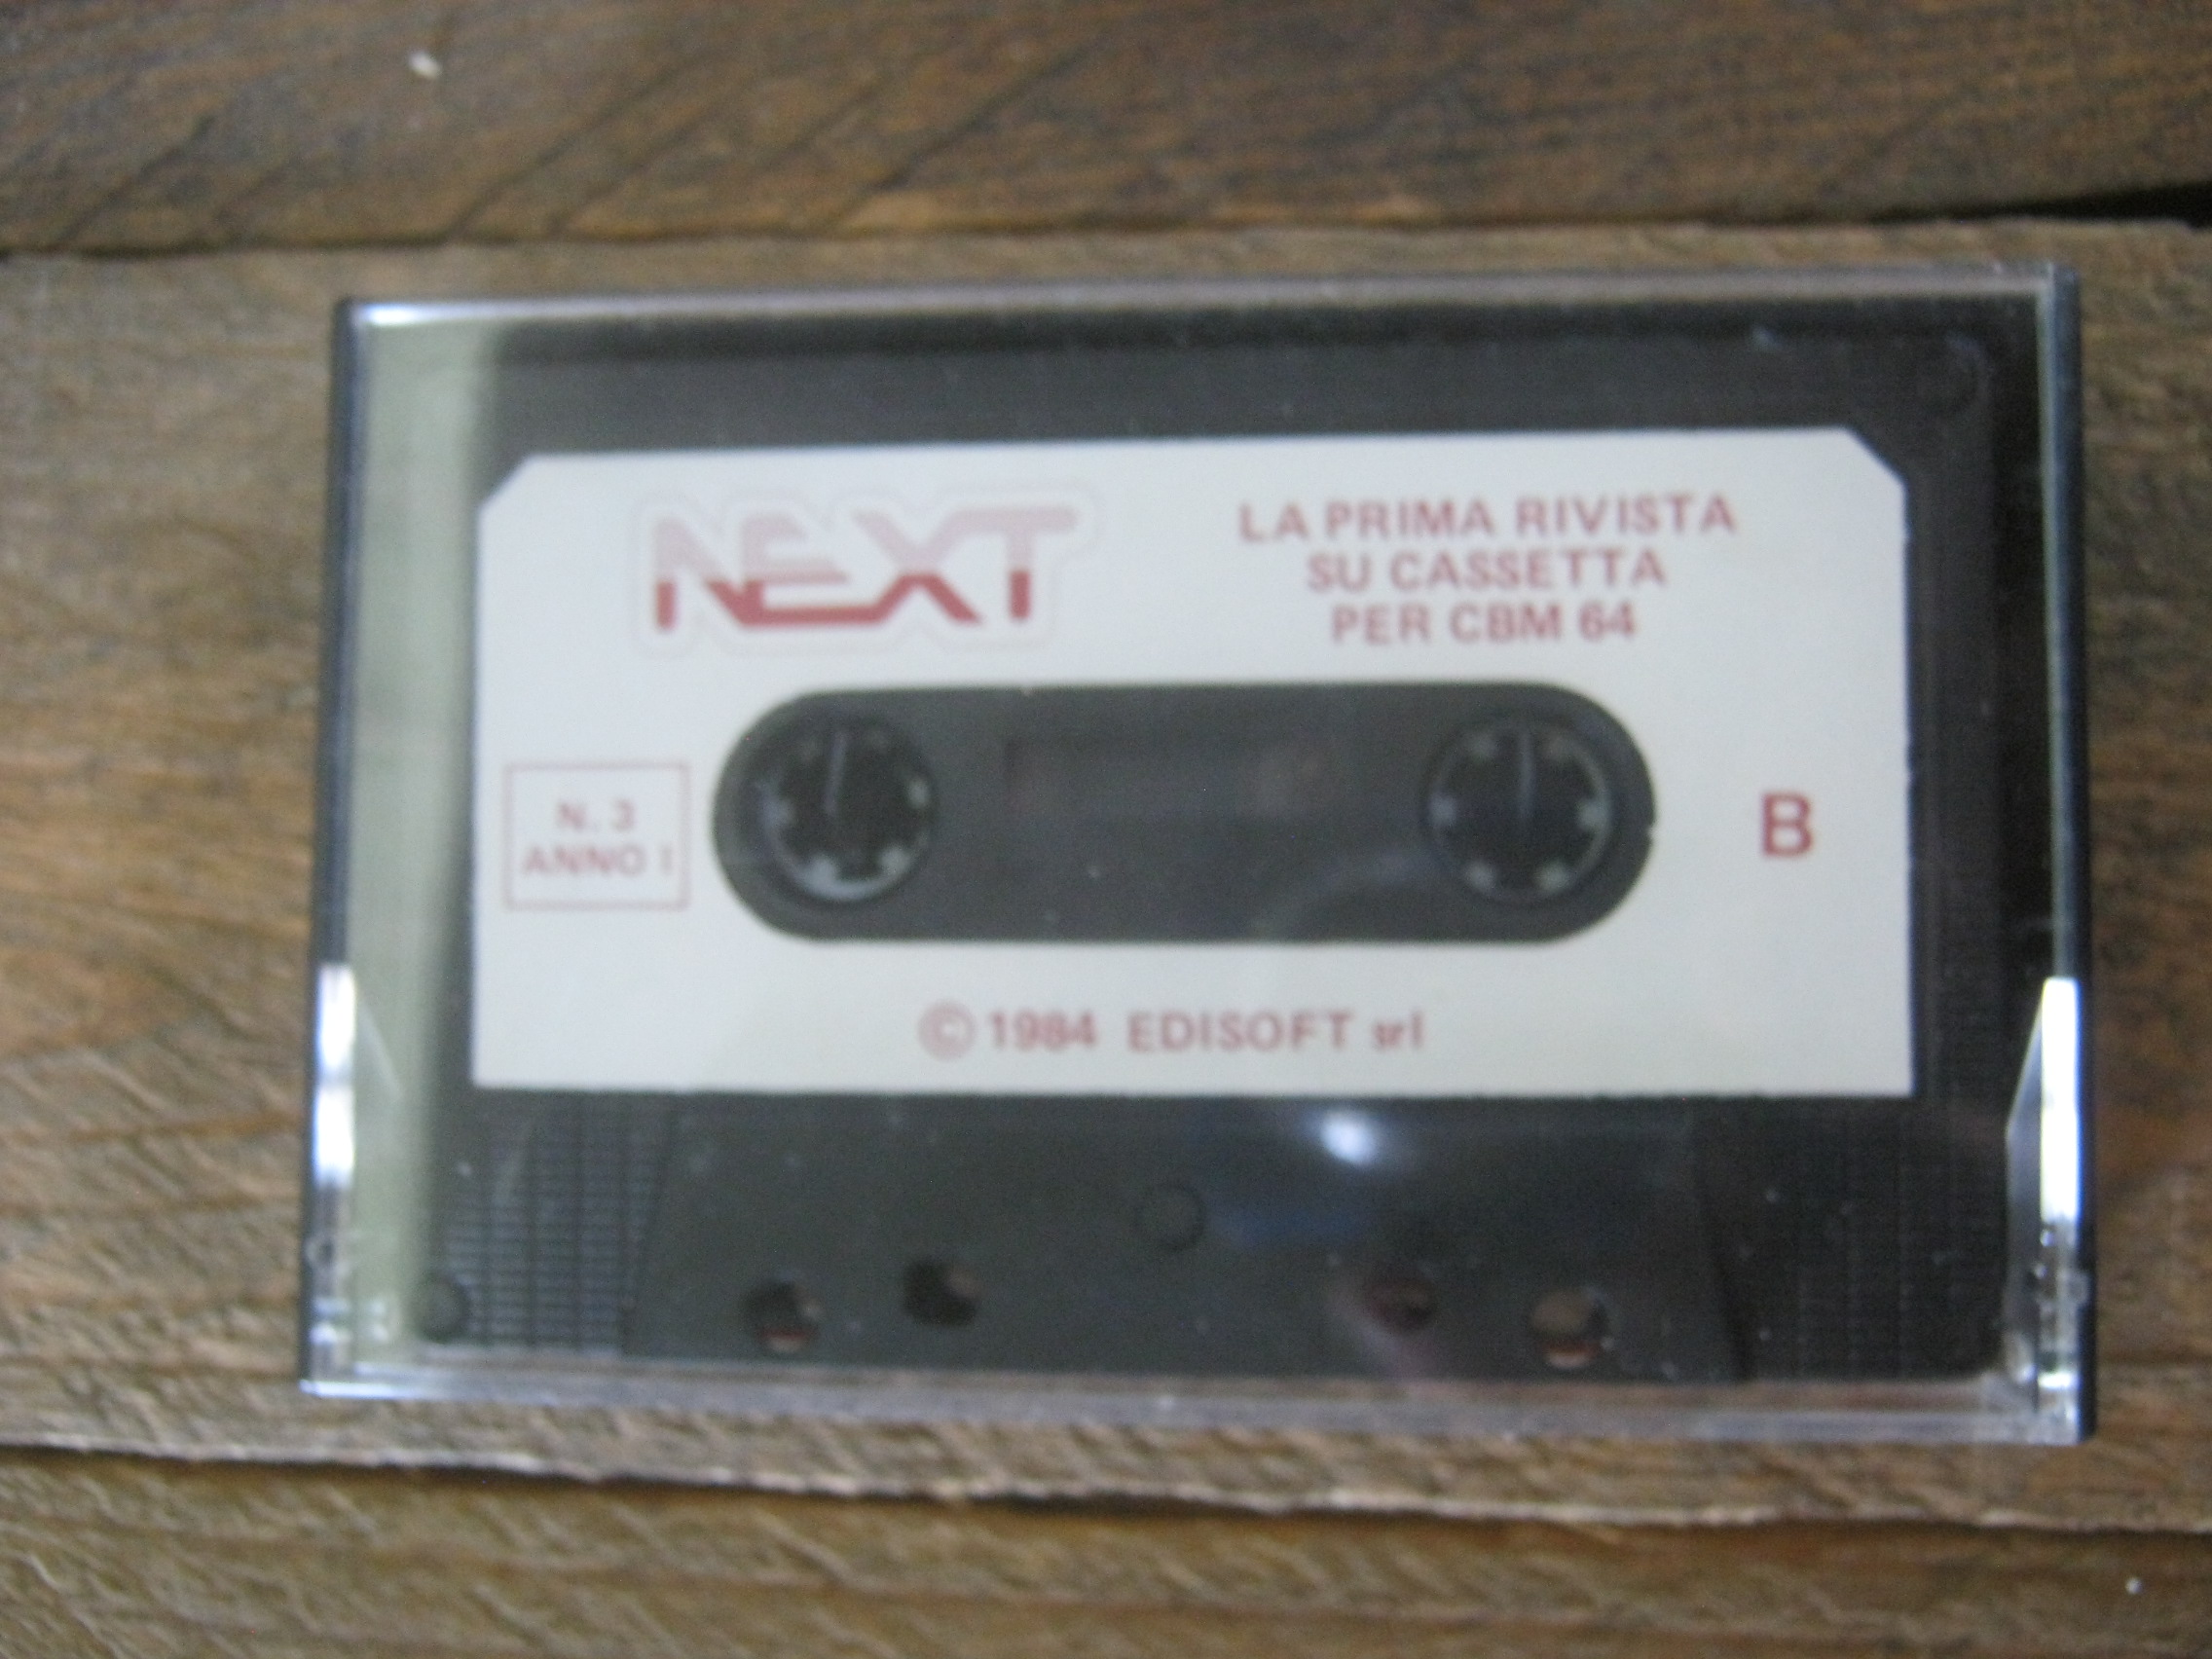 NEXT
LA PRIMA RIVISTA
SU CASSETTA
PER CBM 64
N. 3
ANNO I
B
© 1984 EDISOFT srl